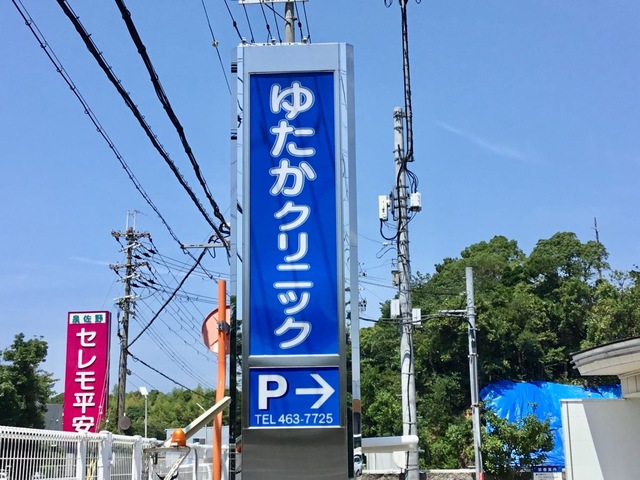 ゆたかクリニック
P→
TEL 463-7725
泉佐野
セレモ平安